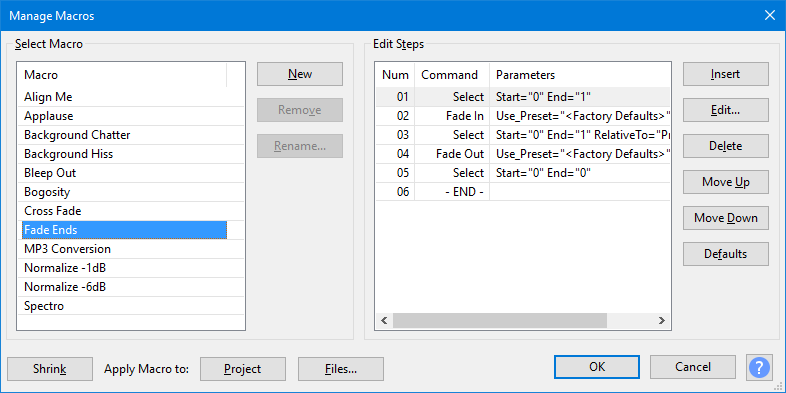 Manage Macros
Select Macro
Macro
Align Me
Applause
Background Chatter
Background Hiss
Bleep Out
Bogosity
Cross Fade
Fade Ends
MP3 Conversion
Normalize -1dB
Normalize -6dB
Spectro
New
Remove
Rename...
Edit Steps
Num Command Parameters
01 Select Start="0" End="1"
02 Fade In Use_Preset="<Factory Defaults>"
03 Select Start="0" End="1" RelativeTo="Pr
04 Fade Out Use_Preset="<Factory Defaults>"
05 Select Start="0" End="0"
06 - END -
Insert
Edit...
Delete
Move Up
Move Down
Defaults
Shrink Apply Macro to: Project Files... OK Cancel ?